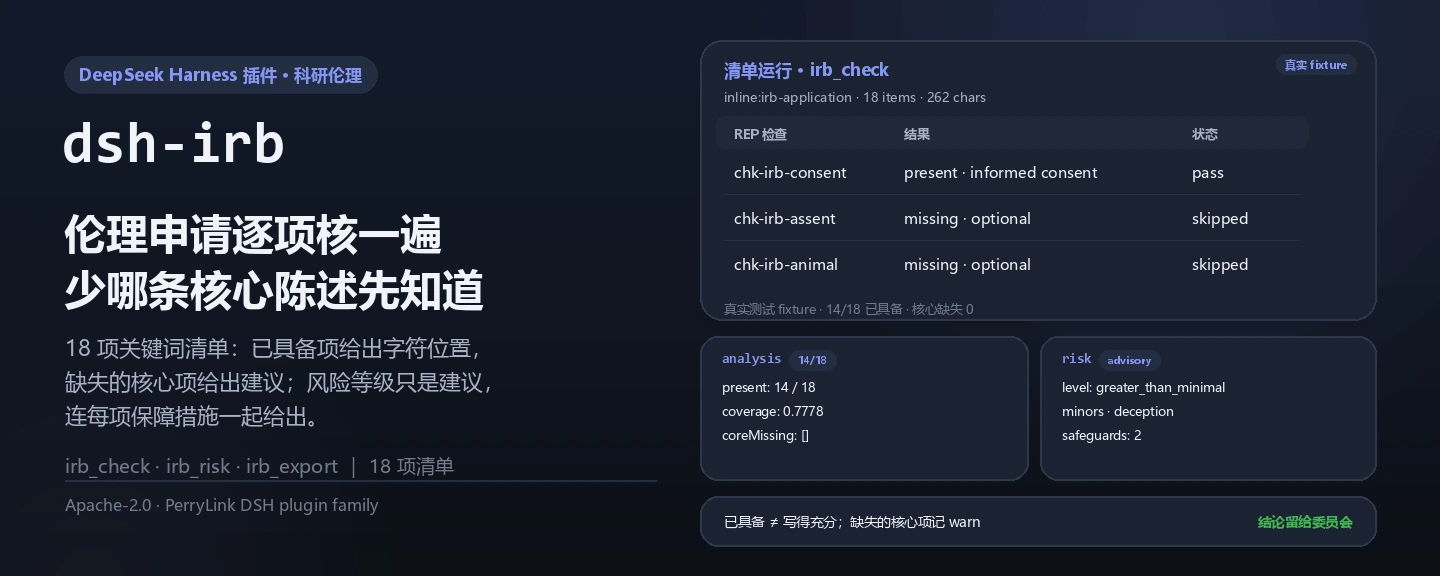 DeepSeek Harness 插件 · 科研伦理
dsh-irb
伦理申请逐项核一遍
少哪条核心陈述先知道
18 项关键词清单：已具备项给出字符位置，
缺失的核心项给出建议；风险等级只是建议，
连每项保障措施一起给出。
irb_check · irb_risk · irb_export ｜ 18 项清单
Apache-2.0 · PerryLink DSH plugin family
清单运行 · irb_check
真实 fixture
inline:irb-application · 18 items · 262 chars
REP 检查 结果 状态
chk-irb-consent present · informed consent pass
chk-irb-assent missing · optional skipped
chk-irb-animal missing · optional skipped
真实测试 fixture · 14/18 已具备 · 核心缺失 0
analysis 14/18
present: 14 / 18
coverage: 0.7778
coreMissing: []
risk advisory
level: greater_than_minimal
minors · deception
safeguards: 2
已具备 ≠ 写得充分；缺失的核心项记 warn
结论留给委员会